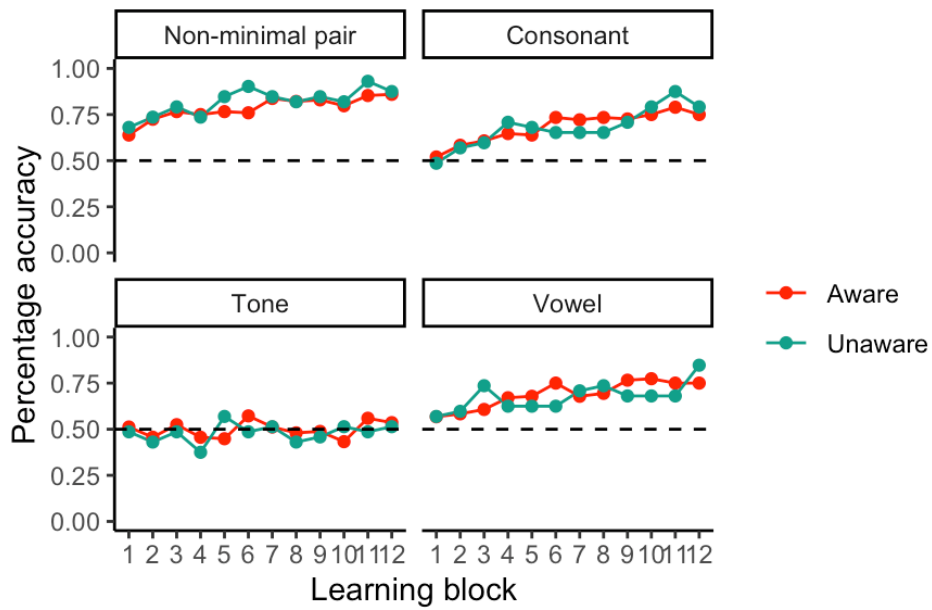 Non-minimal pair
Consonant
1.00
0.75
0.50
0.25
0.00
Tone
Vowel
1.00
0.75
0.50
0.25
0.00
1 2 3 4 5 6 7 8 9 10 11 12
1 2 3 4 5 6 7 8 9 10 11 12
Learning block
Percentage accuracy
Aware
Unaware